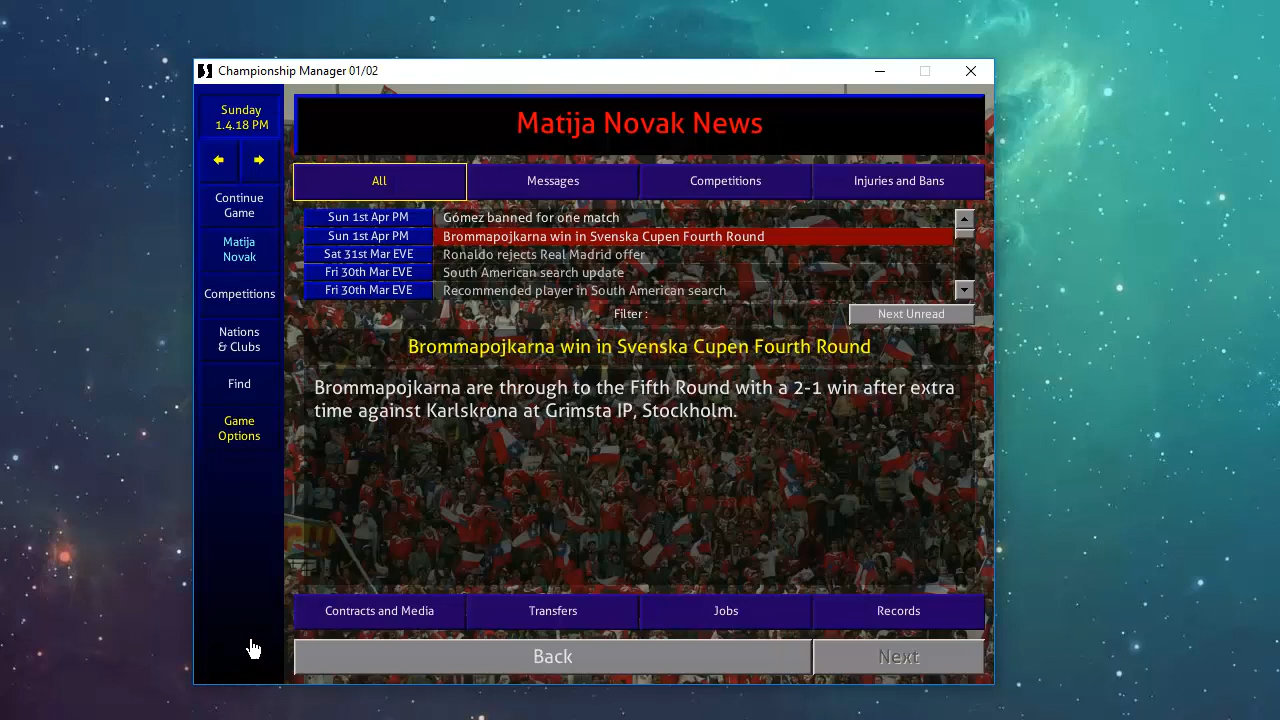 Championship Manager 01/02
Sunday
1.4.18 PM
Continue
Game
Matija
Novak
Competitions
Nations
& Clubs
Find
Game
Options
Matija Novak News
All
Messages
Competitions
Injuries and Bans
Sun 1st Apr PM Gómez banned for one match
Sun 1st Apr PM Brommapojkarna win in Svenska Cupen Fourth Round
Sat 31st Mar EVE Ronaldo rejects Real Madrid offer
Fri 30th Mar EVE South American search update
Fri 30th Mar EVE Recommended player in South American search
Filter :
Next Unread
Brommapojkarna win in Svenska Cupen Fourth Round
Brommapojkarna are through to the Fifth Round with a 2-1 win after extra
time against Karlskrona at Grimsta IP, Stockholm.
Contracts and Media
Transfers
Jobs
Records
Back
Next